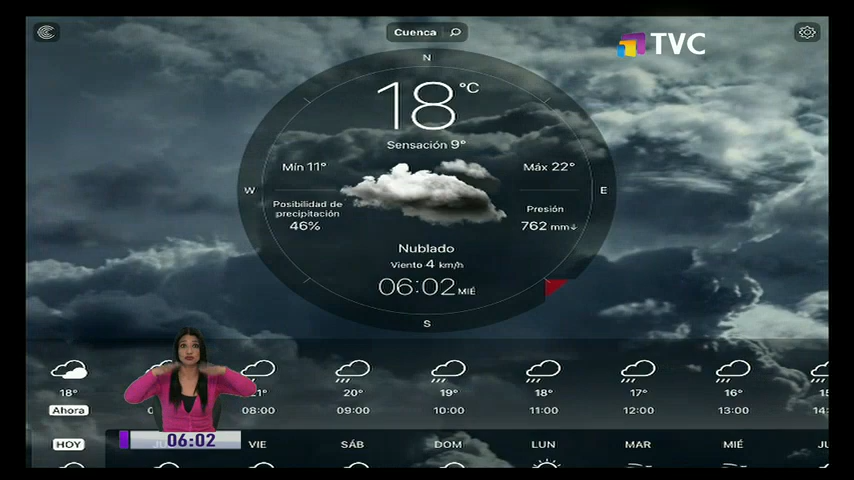 Cuenca
TVC
N
18°C
Sensación 9°
Mín 11°
Máx 22°
W
E
Posibilidad de
precipitación
46%
Presión
762 mm↓
Nublado
Viento 4 km/h
06:02 MIÉ
S
18°
20°
19°
18°
17°
16°
Ahora
08:00
09:00
10:00
11:00
12:00
13:00
HOY
VIE
SÁB
DOM
LUN
MAR
MIÉ
06:02